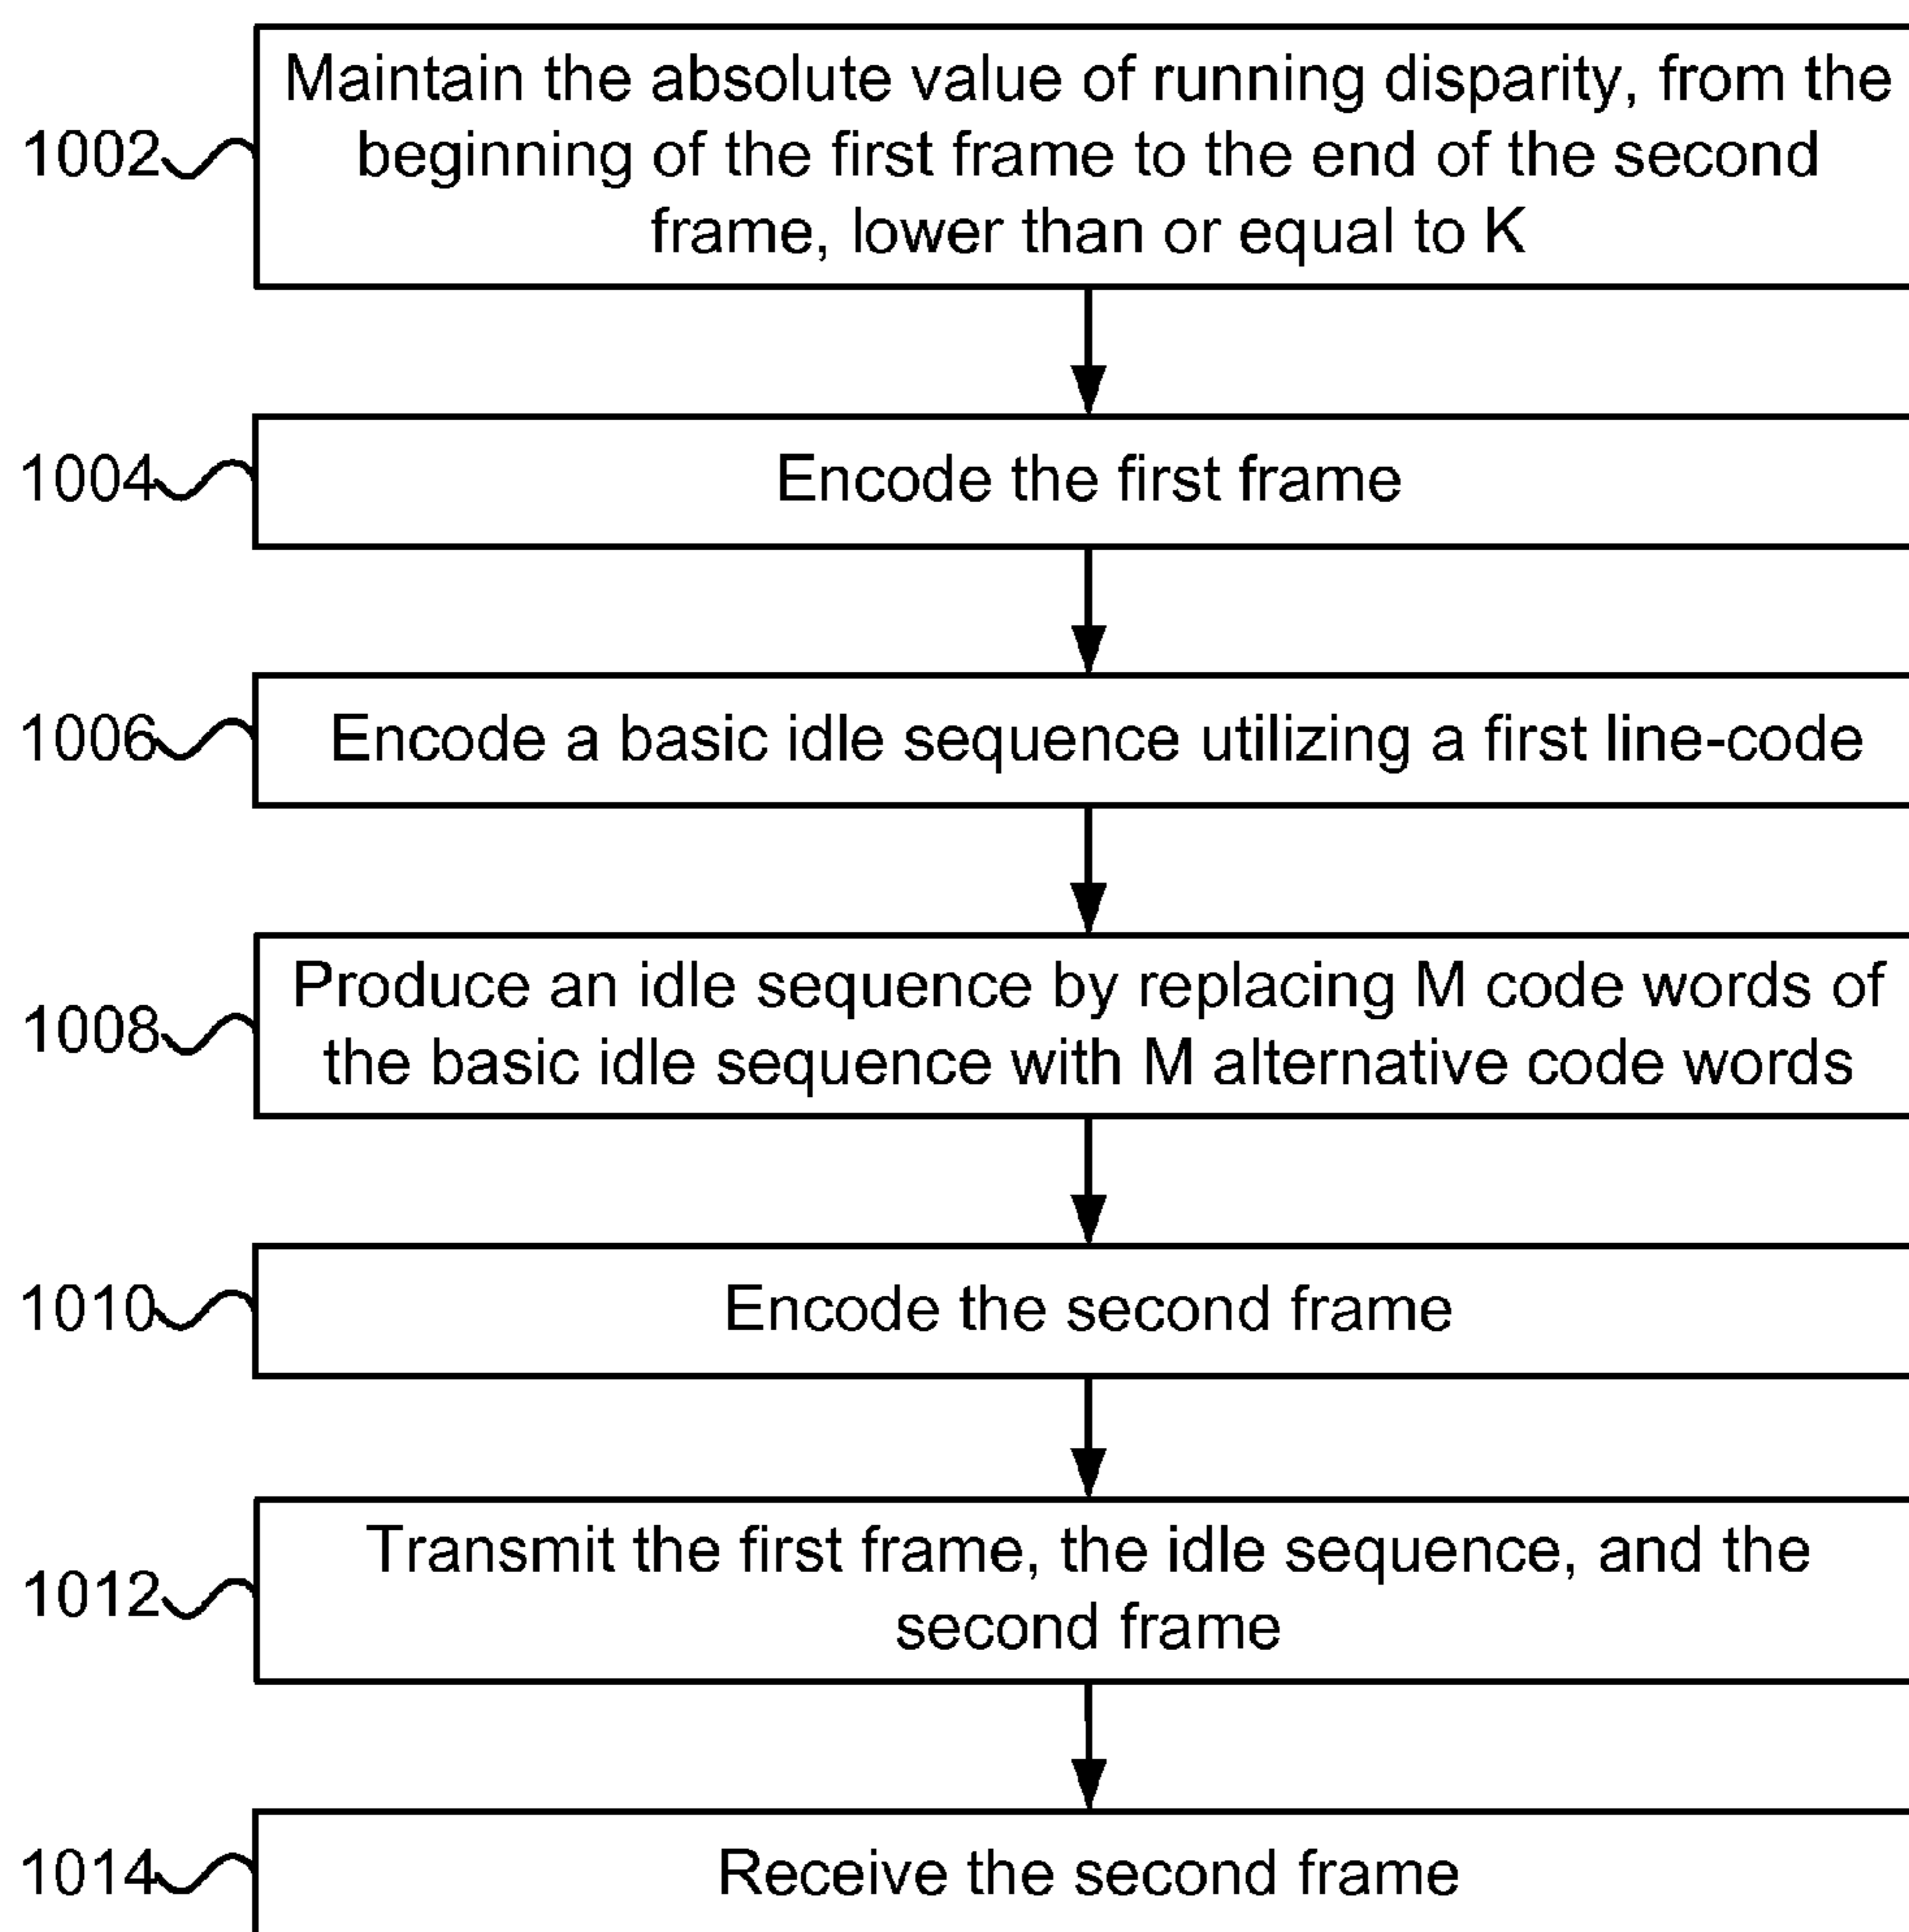 Maintain the absolute value of running disparity, from the
1002 beginning of the first frame to the end of the second
frame, lower than or equal to K
1004 Encode the first frame
1006 Encode a basic idle sequence utilizing a first line-code
Produce an idle sequence by replacing M code words of
1008
the basic idle sequence with M alternative code words
1010 Encode the second frame
Transmit the first frame, the idle sequence, and the
1012
second frame
1014 Receive the second frame